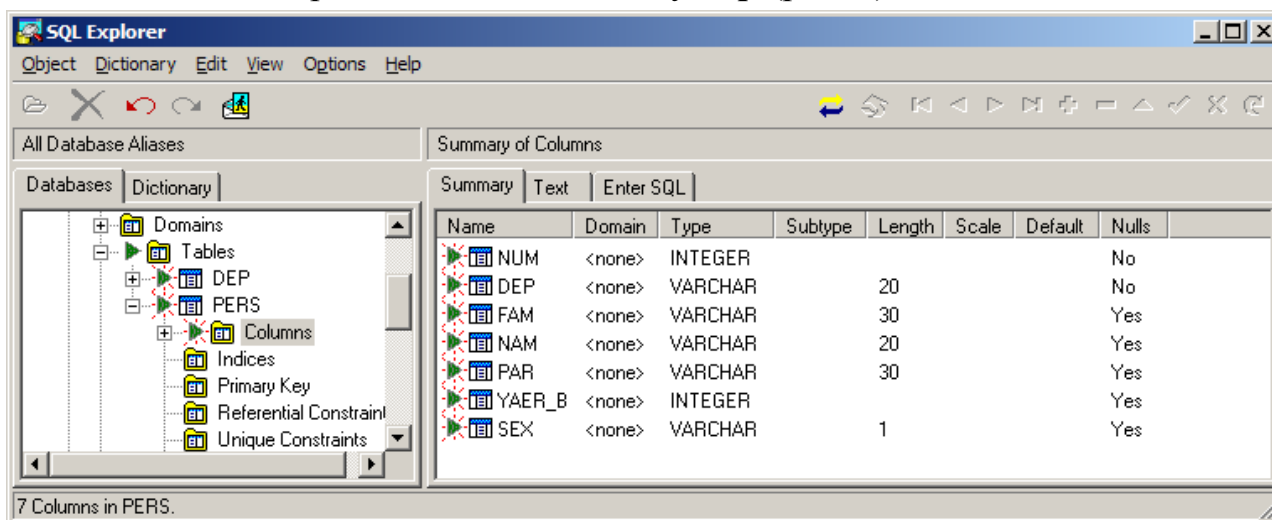 SQL Explorer
Object Dictionary Edit View Options Help
All Database Aliases
Summary of Columns
Databases Dictionary
Summary Text Enter SQL
Domains
Tables
DEP
PERS
Columns
Indices
Primary Key
Referential Constraint
Unique Constraints
Name Domain Type Subtype Length Scale Default Nulls
NUM <none> INTEGER No
DEP <none> VARCHAR 20 No
FAM <none> VARCHAR 30 Yes
NAM <none> VARCHAR 20 Yes
PAR <none> VARCHAR 30 Yes
YAER_B <none> INTEGER Yes
SEX <none> VARCHAR 1 Yes
7 Columns in PERS.